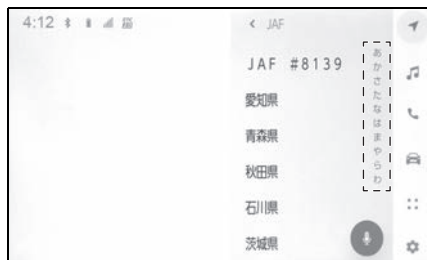 4:12
< JAF
JAF #8139
愛知県
青森県
秋田県
石川県
茨城県
あ
か
さ
た
な
は
ま
や
ら
わ